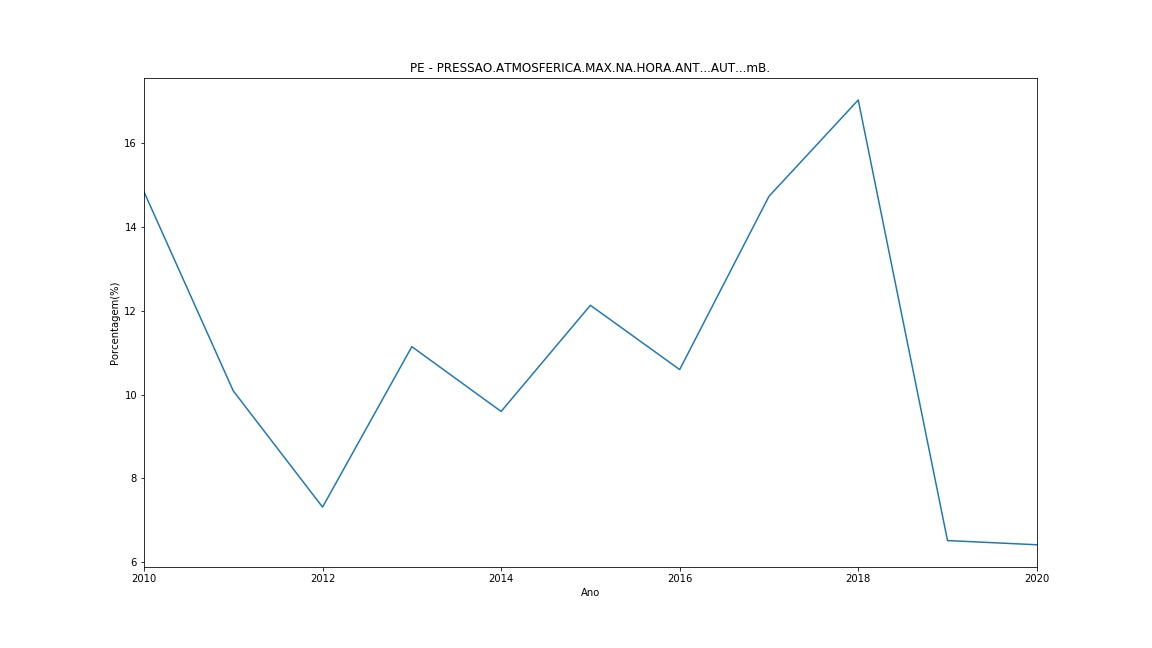 PE - PRESSAO.ATMOSFERICA.MAX.NA.HORA.ANT...AUT...mB.
16
14
12
10
8
6
Porcentagem(%)
2010 2012 2014 2016 2018 2020
Ano